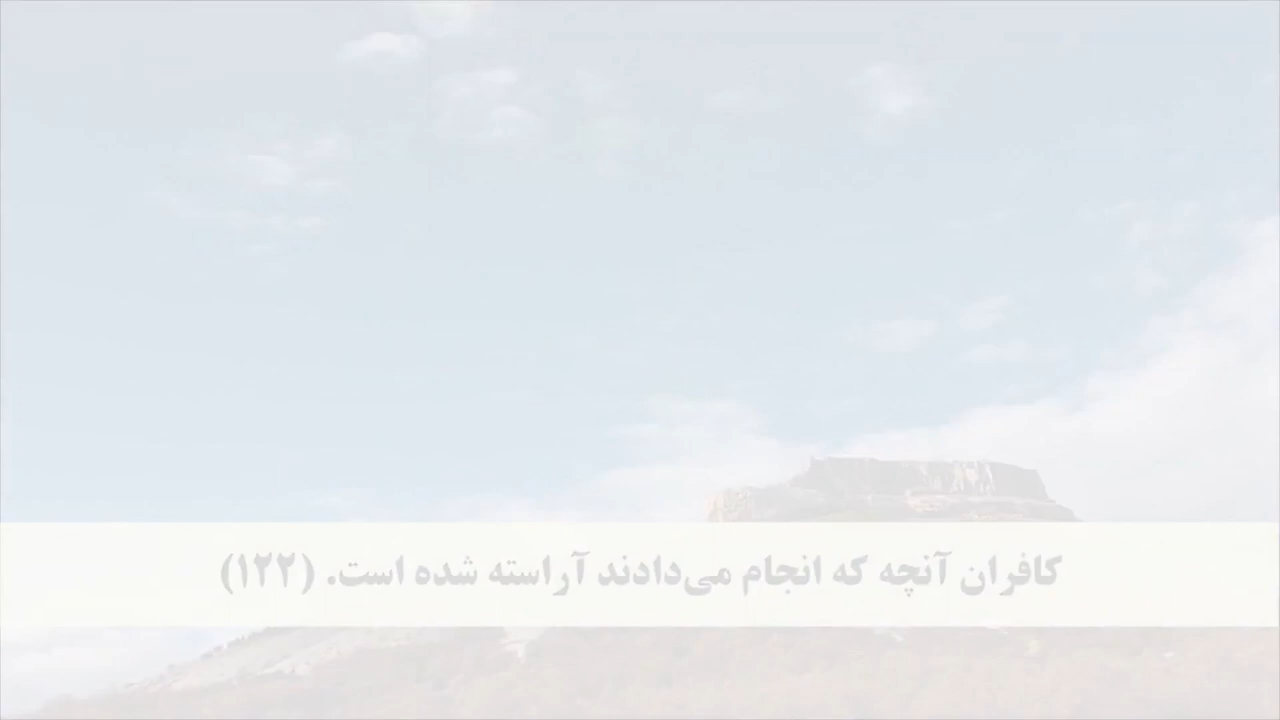 کافران آنچه که انجام می‌دادند آراسته شده است. (۱۲۲)